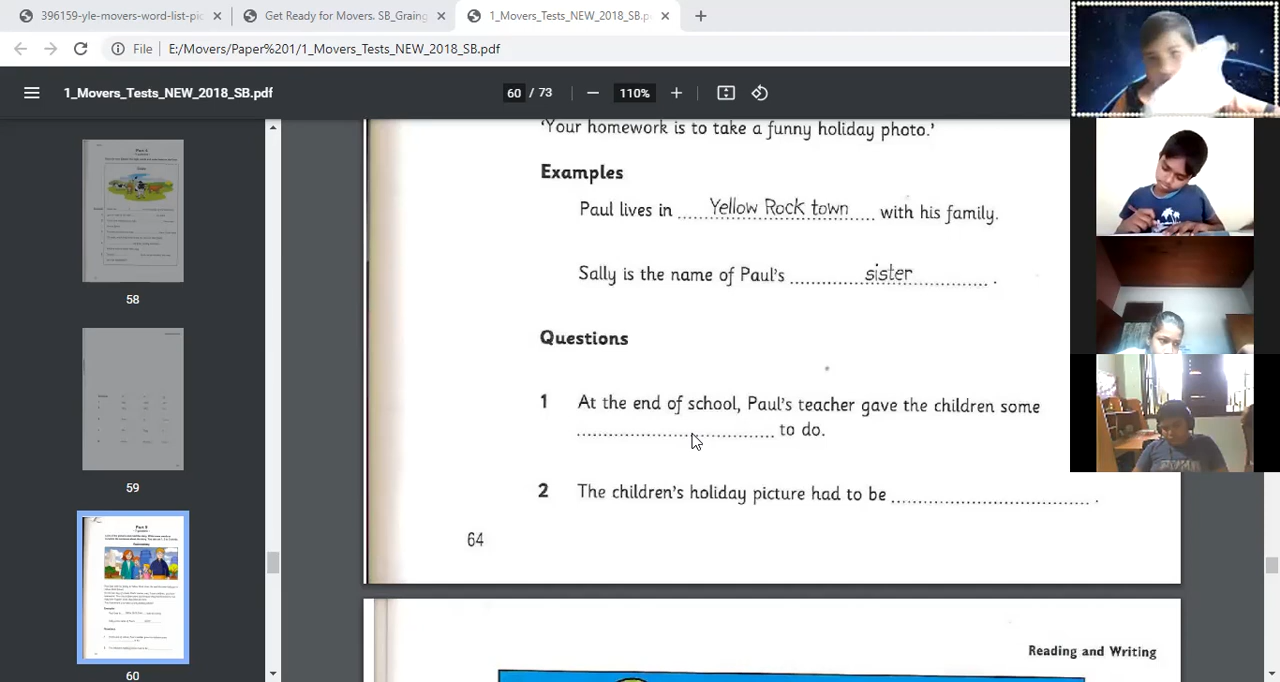 396159-yle-movers-word-list-pic
Get Ready for Movers. SB_Graing
1_Movers_Tests_NEW_2018_SB.p
File
E:/Movers/Paper%201/1_Movers_Tests_NEW_2018_SB.pdf
1_Movers_Tests_NEW_2018_SB.pdf
60 / 73
110%
58
59
60
'Your homework is to take a funny holiday photo.'
Examples
Paul lives in Yellow Rock town with his family.
Sally is the name of Paul's sister .
Questions
1 At the end of school, Paul's teacher gave the children some
to do.
2 The children's holiday picture had to be .
64
Reading and Writing